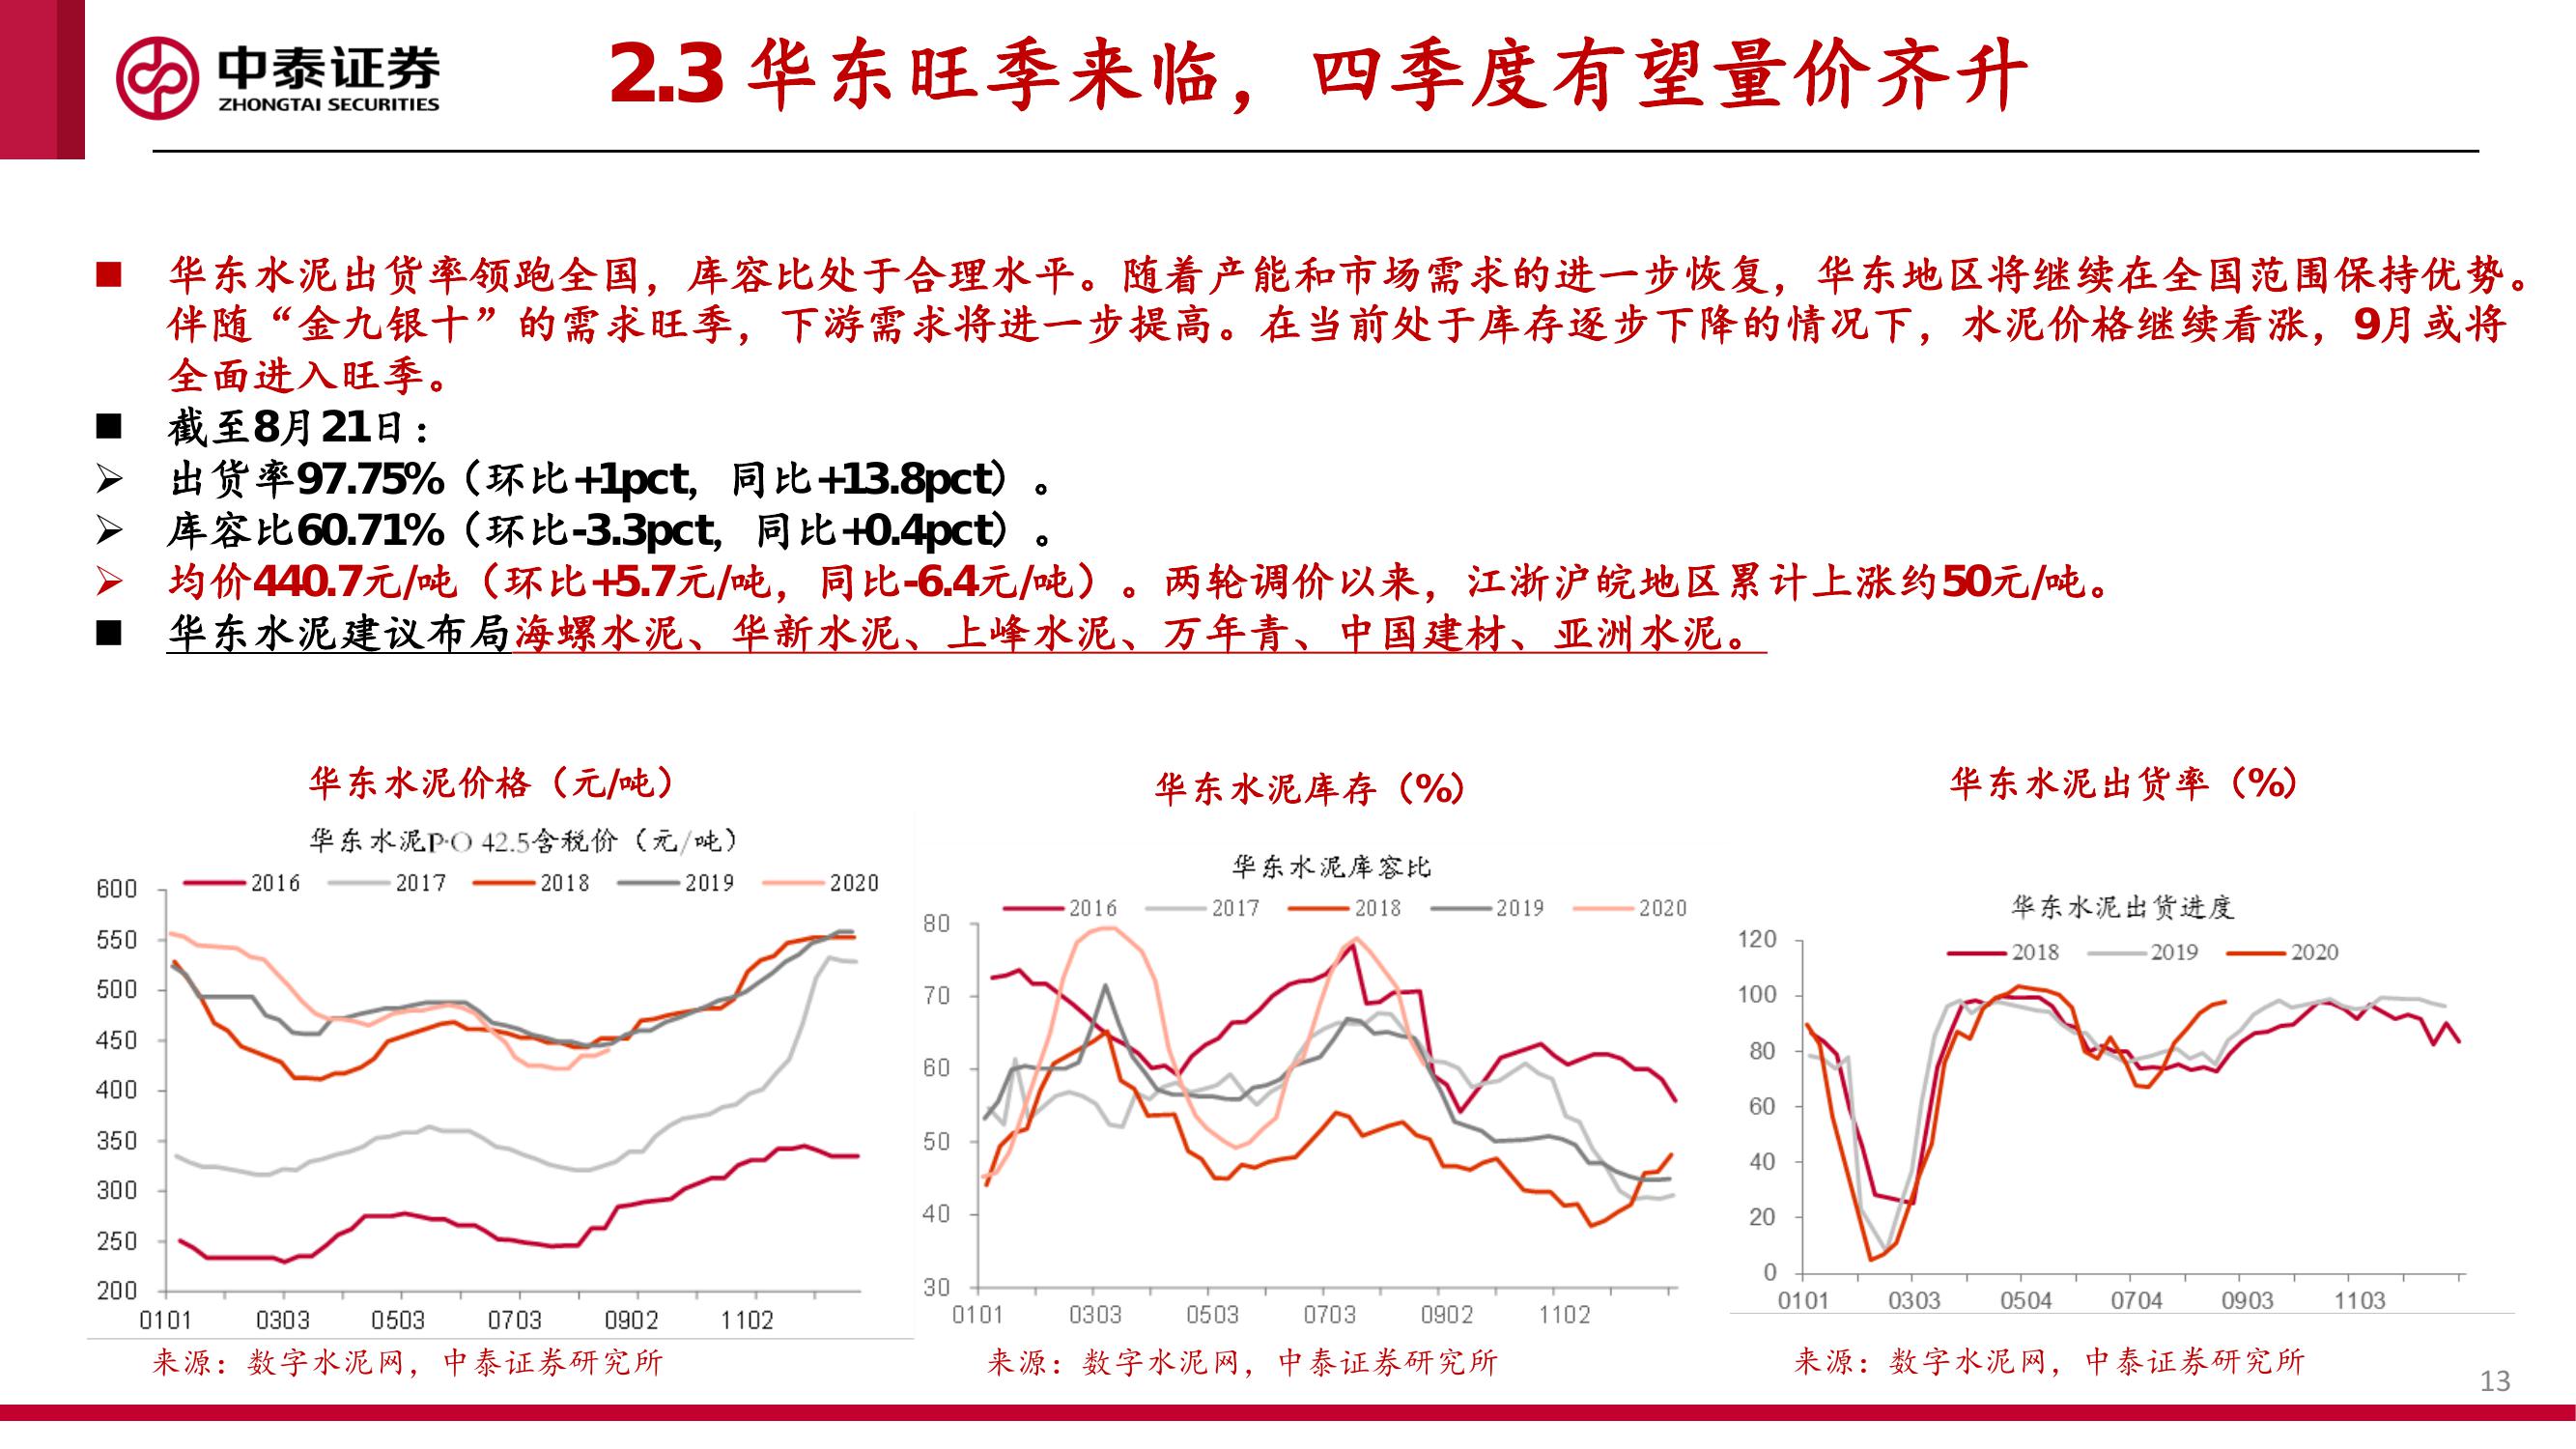 中泰证券
ZHONGTAI SECURITIES
2.3 华东旺季来临，四季度有望量价齐升
■ 华东水泥出货率领跑全国，库容比处于合理水平。随着产能和市场需求的进一步恢复，华东地区将继续在全国范围保持优势。
伴随“金九银十”的需求旺季，下游需求将进一步提高。在当前处于库存逐步下降的情况下，水泥价格继续看涨，9月或将
全面进入旺季。
■ 截至8月21日：
➢ 出货率97.75%（环比+1pct，同比+13.8pct）。
➢ 库容比60.71%（环比-3.3pct，同比+0.4pct）。
➢ 均价440.7元/吨（环比+5.7元/吨，同比-6.4元/吨）。两轮调价以来，江浙沪皖地区累计上涨约50元/吨。
■ 华东水泥建议布局海螺水泥、华新水泥、上峰水泥、万年青、中国建材、亚洲水泥。
华东水泥价格（元/吨）
华东水泥P·O 42.5含税价（元/吨）
2016 2017 2018 2019 2020
600
550
500
450
400
350
300
250
200
0101 0303 0503 0703 0902 1102
来源：数字水泥网，中泰证券研究所
华东水泥库存（%）
华东水泥库容比
2016 2017 2018 2019 2020
80
70
60
50
40
30
0101 0303 0503 0703 0902 1102
来源：数字水泥网，中泰证券研究所
华东水泥出货率（%）
华东水泥出货进度
2018 2019 2020
120
100
80
60
40
20
0
0101 0303 0504 0704 0903 1103
来源：数字水泥网，中泰证券研究所
13